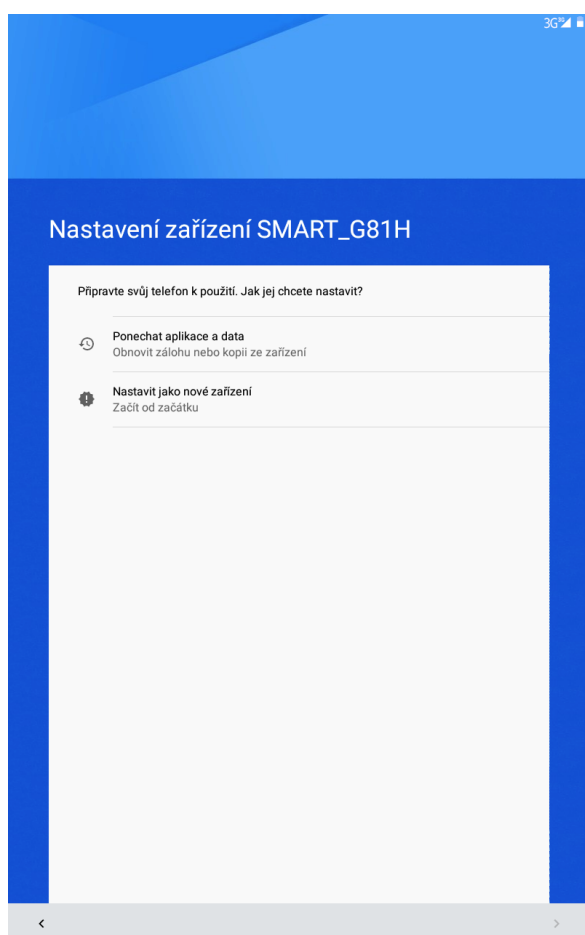 3G 3G
Nastavení zařízení SMART_G81H
Připravte svůj telefon k použití. Jak jej chcete nastavit?
Ponechat aplikace a data
Obnovit zálohu nebo kopii ze zařízení
Nastavit jako nové zařízení
Začít od začátku